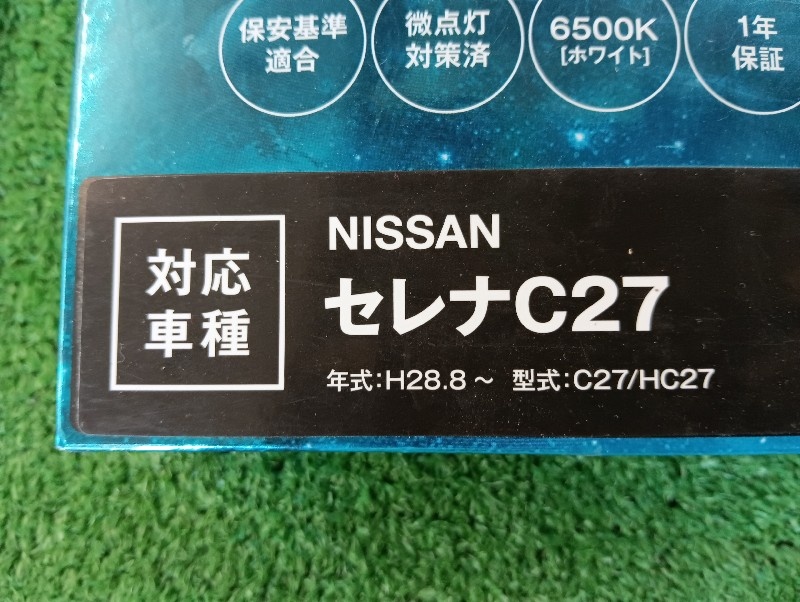 保安基準
適合
微点灯
対策済
6500K
[ホワイト]
1年
保証
対応
車種
NISSAN
セレナC27
年式:H28.8～ 型式:C27/HC27